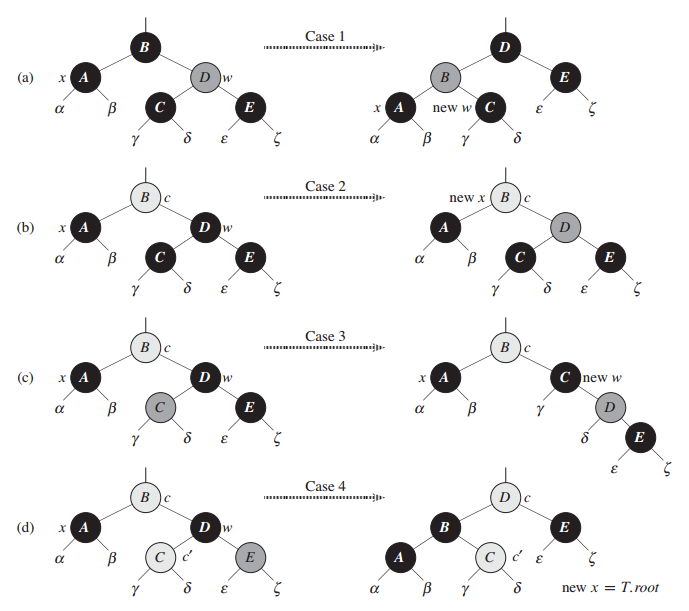 Case 1
B D
(a) x A D w B E
α β C E x A new w C ε ζ
γ δ ε ζ α β γ δ
Case 2
B c new x B c
(b) x A D w A D
α β C E α β C E
γ δ ε ζ γ δ ε ζ
Case 3
B c B c
(c) x A D w x A C new w
α β C E α β γ D
γ δ ε ζ δ E
ε ζ
Case 4
B c D c
(d) x A D w B E
α β C c′ E A C c′ ε ζ
γ δ ε ζ α β γ δ new x = T.root